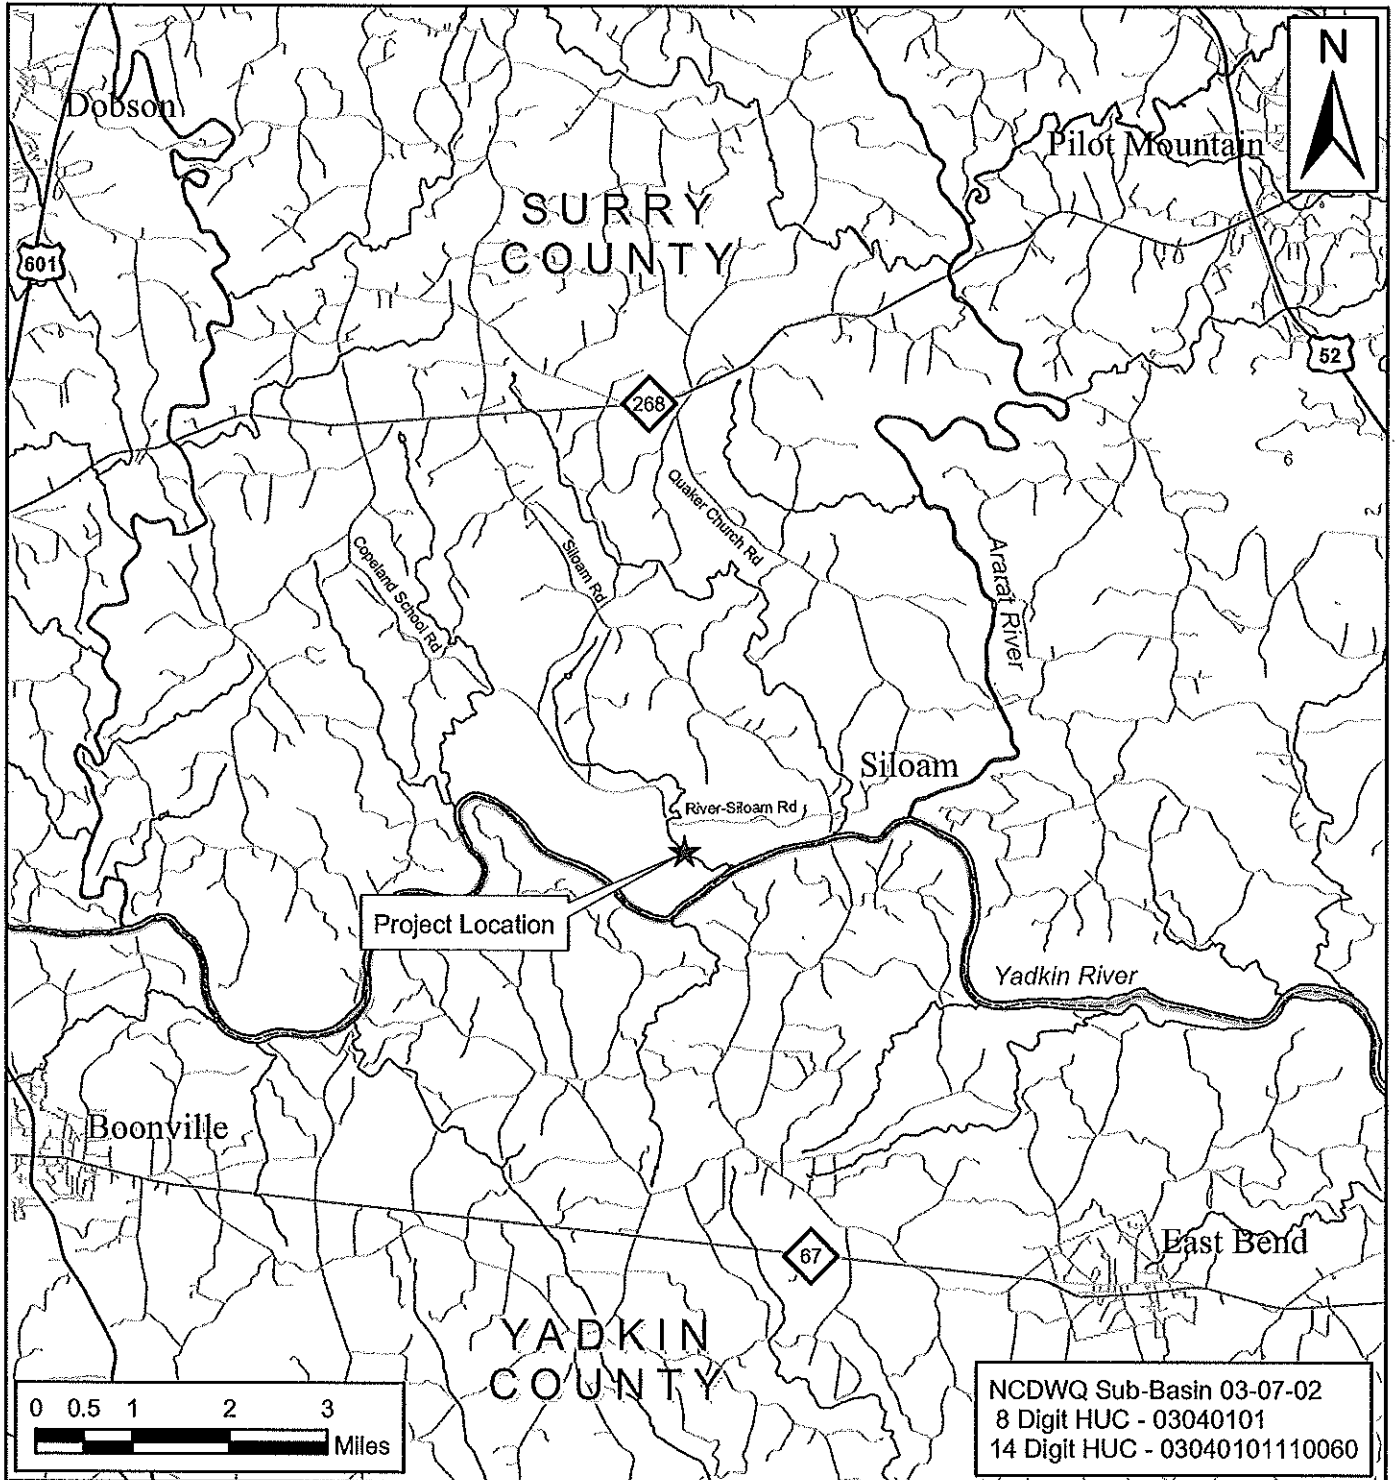 N
Dobson
Pilot Mountain
SURRY
COUNTY
601
52
268
6
2
Quaker Church Rd
Copeland School Rd
Siloam Rd
Ararat River
Siloam
River-Siloam Rd
Project Location
Yadkin River
Boonville
67
East Bend
YADKIN
COUNTY
0 0.5 1 2 3
Miles
NCDWQ Sub-Basin 03-07-02
8 Digit HUC - 03040101
14 Digit HUC - 03040101110060